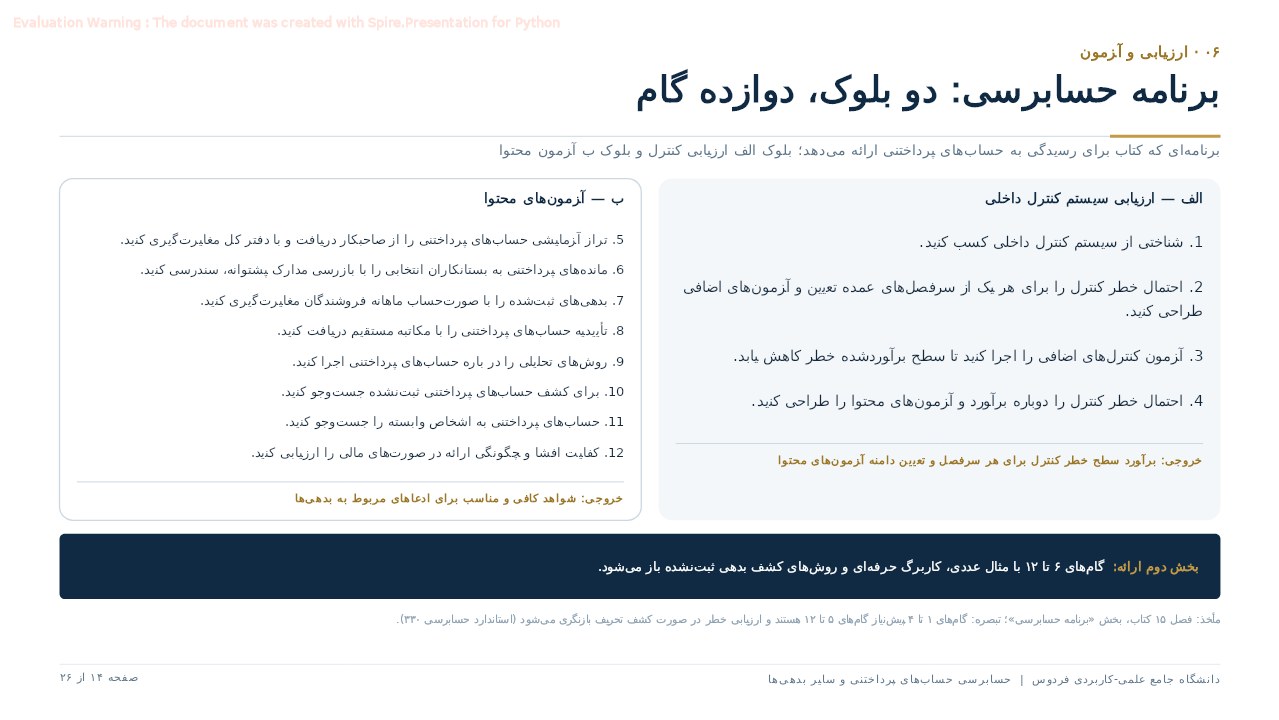 Evaluation Warning : The document was created with Spire.Presentation for Python
۰۶ · ارزیابی و آزمون
برنامه حسابرسی: دو بلوک، دوازده گام
برنامه‌ای که کتاب برای رسیدگی به حساب‌های پرداختنی ارائه می‌دهد؛ بلوک الف ارزیابی کنترل و بلوک ب آزمون محتوا
الف — ارزیابی سیستم کنترل داخلی
1. شناختی از سیستم کنترل داخلی کسب کنید.
2. احتمال خطر کنترل را برای هر یک از سرفصل‌های عمده تعیین و آزمون‌های اضافی
طراحی کنید.
3. آزمون کنترل‌های اضافی را اجرا کنید تا سطح برآوردشده خطر کاهش یابد.
4. احتمال خطر کنترل را دوباره برآورد و آزمون‌های محتوا را طراحی کنید.
خروجی: برآورد سطح خطر کنترل برای هر سرفصل و تعیین دامنه آزمون‌های محتوا
ب — آزمون‌های محتوا
5. تراز آزمایشی حساب‌های پرداختنی را از صاحبکار دریافت و با دفتر کل مغایرت‌گیری کنید.
6. مانده‌های پرداختنی به بستانکاران انتخابی را با بازرسی مدارک پشتوانه، سندرسی کنید.
7. بدهی‌های ثبت‌شده را با صورت‌حساب ماهانه فروشندگان مغایرت‌گیری کنید.
8. تأییدیه حساب‌های پرداختنی را با مکاتبه مستقیم دریافت کنید.
9. روش‌های تحلیلی را در باره حساب‌های پرداختنی اجرا کنید.
10. برای کشف حساب‌های پرداختنی ثبت‌نشده جست‌وجو کنید.
11. حساب‌های پرداختنی به اشخاص وابسته را جست‌وجو کنید.
12. کفایت افشا و چگونگی ارائه در صورت‌های مالی را ارزیابی کنید.
خروجی: شواهد کافی و مناسب برای ادعاهای مربوط به بدهی‌ها
بخش دوم ارائه: گام‌های ۶ تا ۱۲ با مثال عددی، کاربرگ حرفه‌ای و روش‌های کشف بدهی ثبت‌نشده باز می‌شود.
مأخذ: فصل ۱۵ کتاب، بخش «برنامه حسابرسی»؛ تبصره: گام‌های ۱ تا ۴ پیش‌نیاز گام‌های ۵ تا ۱۲ هستند و ارزیابی خطر در صورت کشف تحریف بازنگری می‌شود (استاندارد حسابرسی ۳۳۰).
دانشگاه جامع علمی-کاربردی فردوس | حسابرسی حساب‌های پرداختنی و سایر بدهی‌ها
صفحه ۱۴ از ۲۶